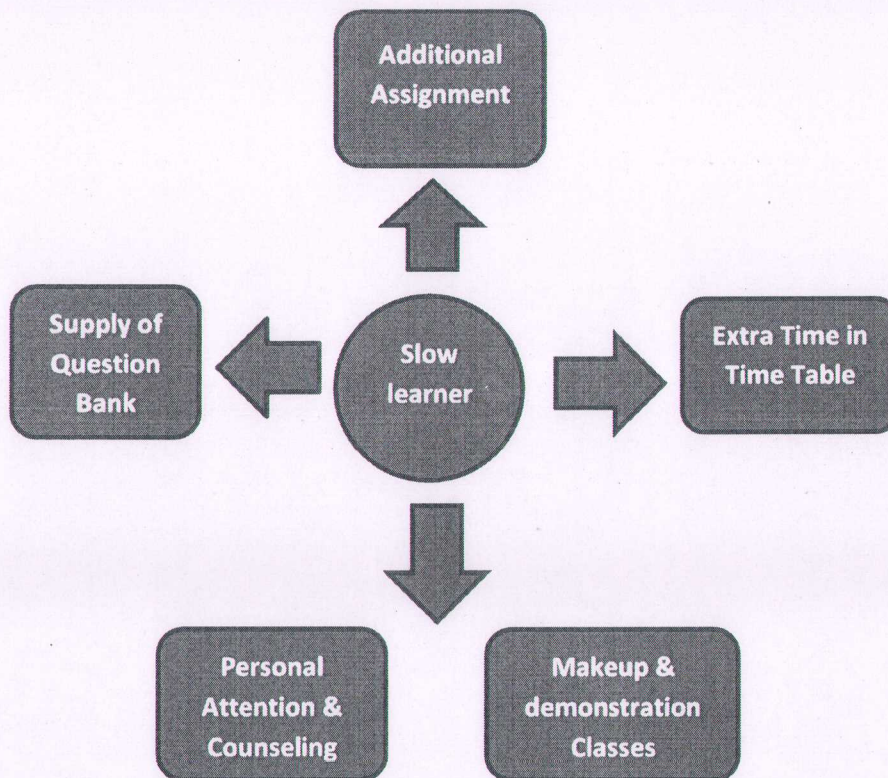 Additional
Assignment
Supply of
Question
Bank
Slow
learner
Extra Time in
Time Table
Personal
Attention &
Counseling
Makeup &
demonstration
Classes